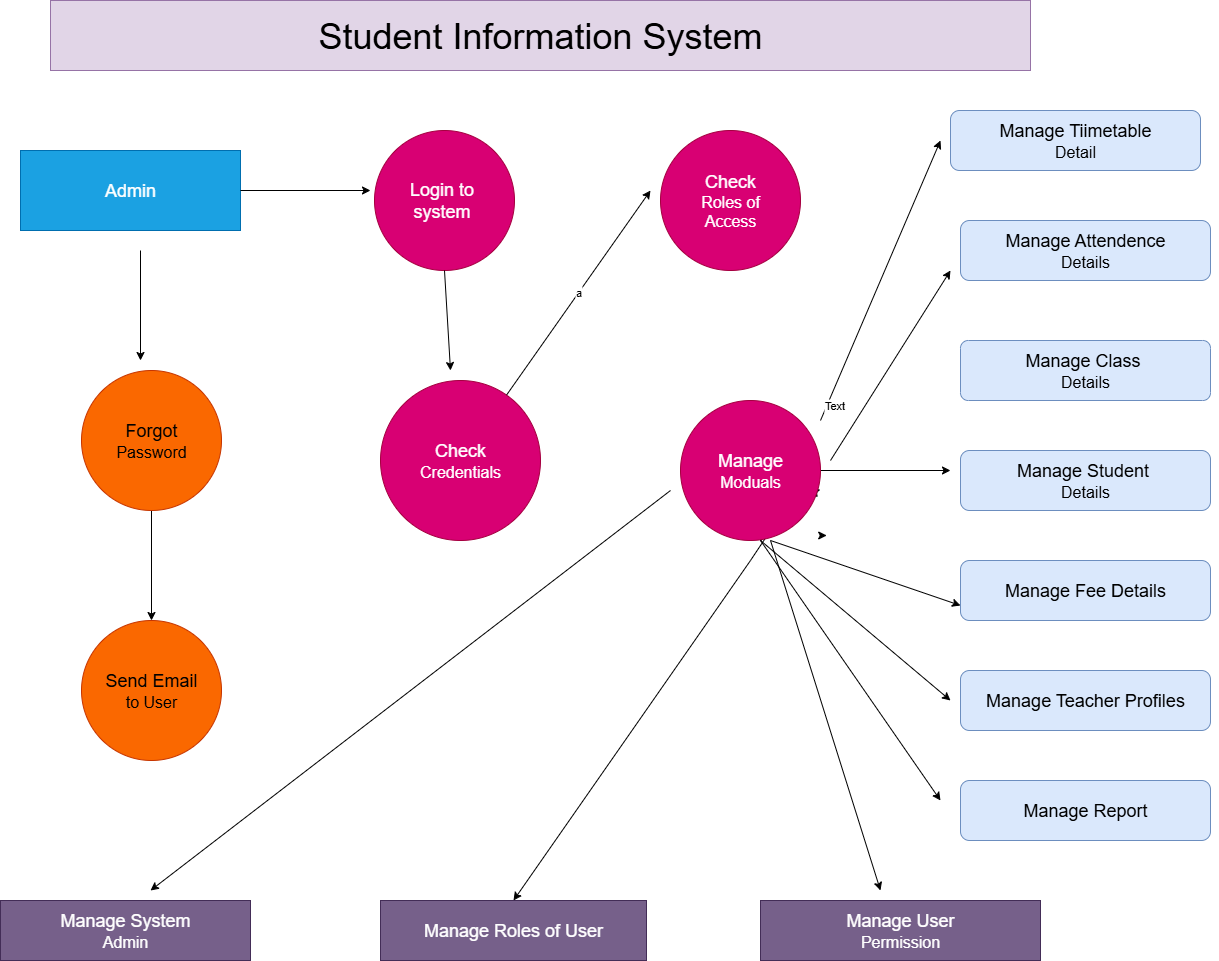 Student Information System
Admin
Login to
system
Check
Roles of
Access
Manage Tiimetable
Detail
Manage Attendence
Details
a
Manage Class
Details
Text
Forgot
Password
Check
Credentials
Manage
Moduals
Manage Student
Details
Manage Fee Details
Send Email
to User
Manage Teacher Profiles
Manage Report
Manage System
Admin
Manage Roles of User
Manage User
Permission